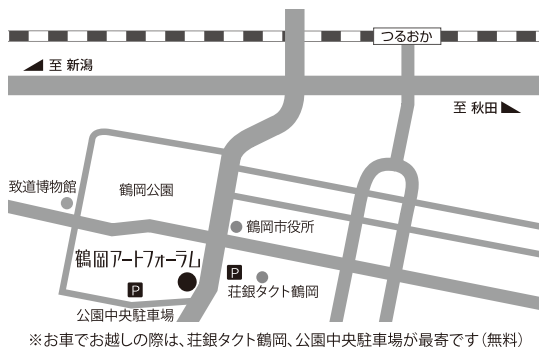 つるおか
至 新潟
至 秋田
致道博物館
鶴岡公園
鶴岡市役所
鶴岡アートフォーラム
P
荘銀タクト鶴岡
P
公園中央駐車場
※お車でお越しの際は、荘銀タクト鶴岡、公園中央駐車場が最寄です（無料）